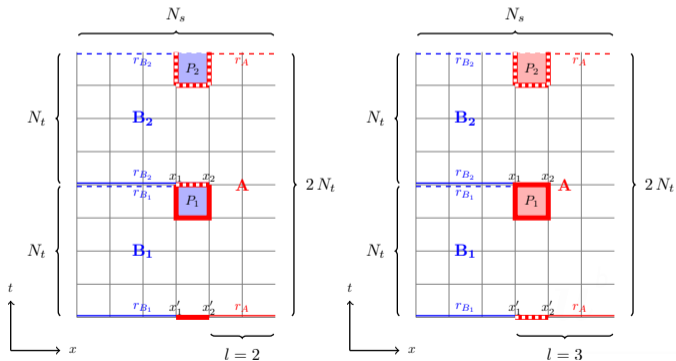 N_s
N_s
r_{B_2}
P_2
r_A
r_{B_2}
P_2
r_A
N_t
B_2
N_t
B_2
r_{B_2}
x_1
x_2
r_{B_2}
x_1
x_2
r_{B_1}
A
2 N_t
r_{B_1}
A
2 N_t
P_1
P_1
N_t
B_1
N_t
B_1
t
r_{B_1}
x'_1
x'_2
r_A
t
r_{B_1}
x'_1
x'_2
r_A
x
l = 2
x
l = 3